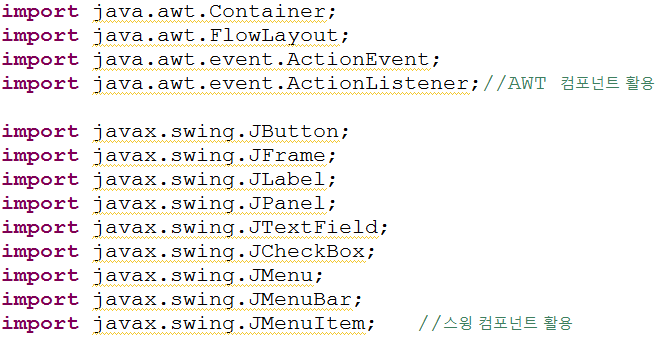 import java.awt.Container;
import java.awt.FlowLayout;
import java.awt.event.ActionEvent;
import java.awt.event.ActionListener;//AWT 컴포넌트 활용
import javax.swing.JButton;
import javax.swing.JFrame;
import javax.swing.JLabel;
import javax.swing.JPanel;
import javax.swing.JTextField;
import javax.swing.JCheckBox;
import javax.swing.JMenu;
import javax.swing.JMenuBar;
import javax.swing.JMenuItem; //스윙 컴포넌트 활용